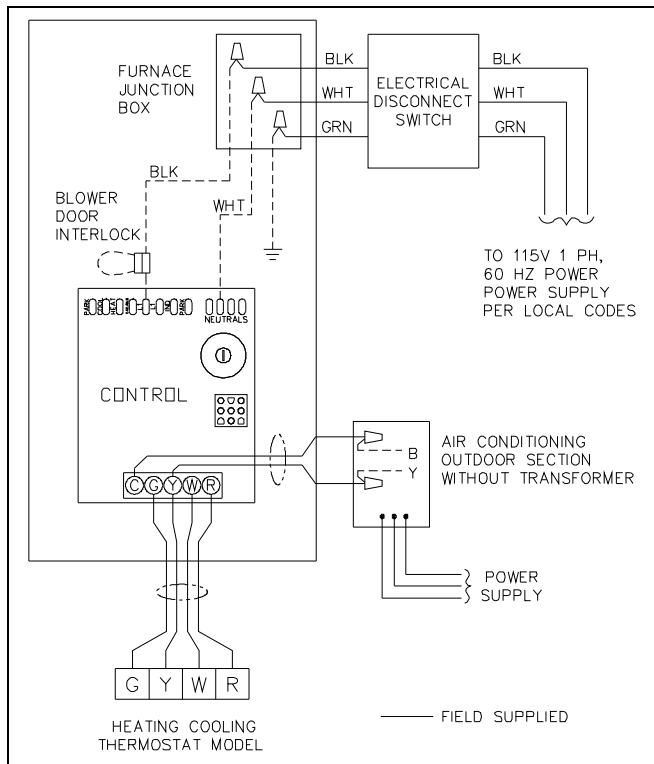 FURNACE
JUNCTION
BOX
BLK
WHT
GRN
ELECTRICAL
DISCONNECT
SWITCH
BLK
WHT
GRN
BLK
WHT
BLOWER
DOOR
INTERLOCK
TO 115V 1 PH,
60 HZ POWER
POWER SUPPLY
PER LOCAL CODES
NEUTRALS
CONTROL
C G Y W R
B
Y
AIR CONDITIONING
OUTDOOR SECTION
WITHOUT TRANSFORMER
POWER
SUPPLY
G Y W R
HEATING COOLING
THERMOSTAT MODEL
FIELD SUPPLIED